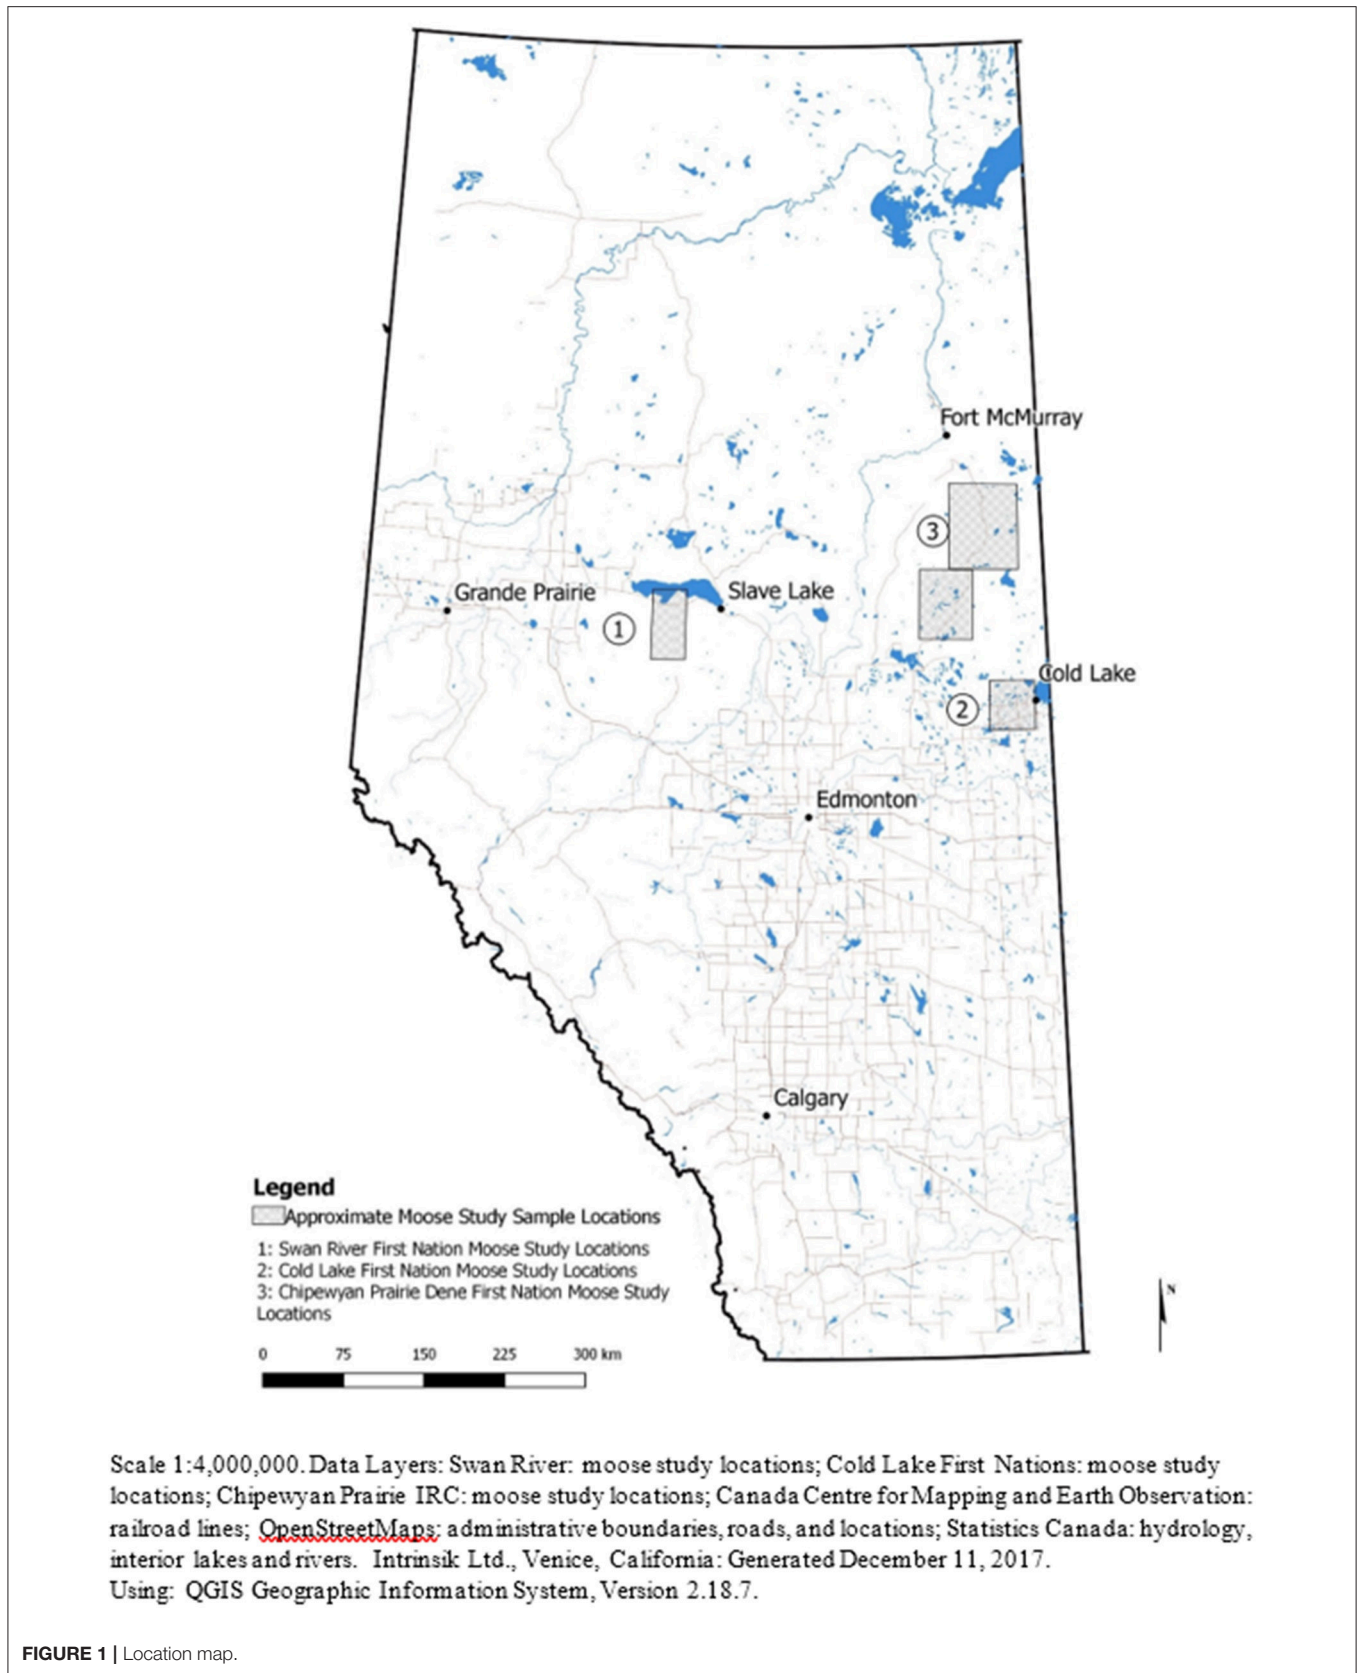 Fort McMurray
3
Grande Prairie
Slave Lake
1
Cold Lake
2
Edmonton
Calgary
Legend
Approximate Moose Study Sample Locations
1: Swan River First Nation Moose Study Locations
2: Cold Lake First Nation Moose Study Locations
3: Chipewyan Prairie Dene First Nation Moose Study
Locations
N
0 75 150 225 300 km
Scale 1:4,000,000. Data Layers: Swan River: moose study locations; Cold Lake First Nations: moose study
locations; Chipewyan Prairie IRC: moose study locations; Canada Centre for Mapping and Earth Observation:
railroad lines; OpenStreetMaps: administrative boundaries, roads, and locations; Statistics Canada: hydrology,
interior lakes and rivers. Intrinsik Ltd., Venice, California: Generated December 11, 2017.
Using: QGIS Geographic Information System, Version 2.18.7.
FIGURE 1 | Location map.